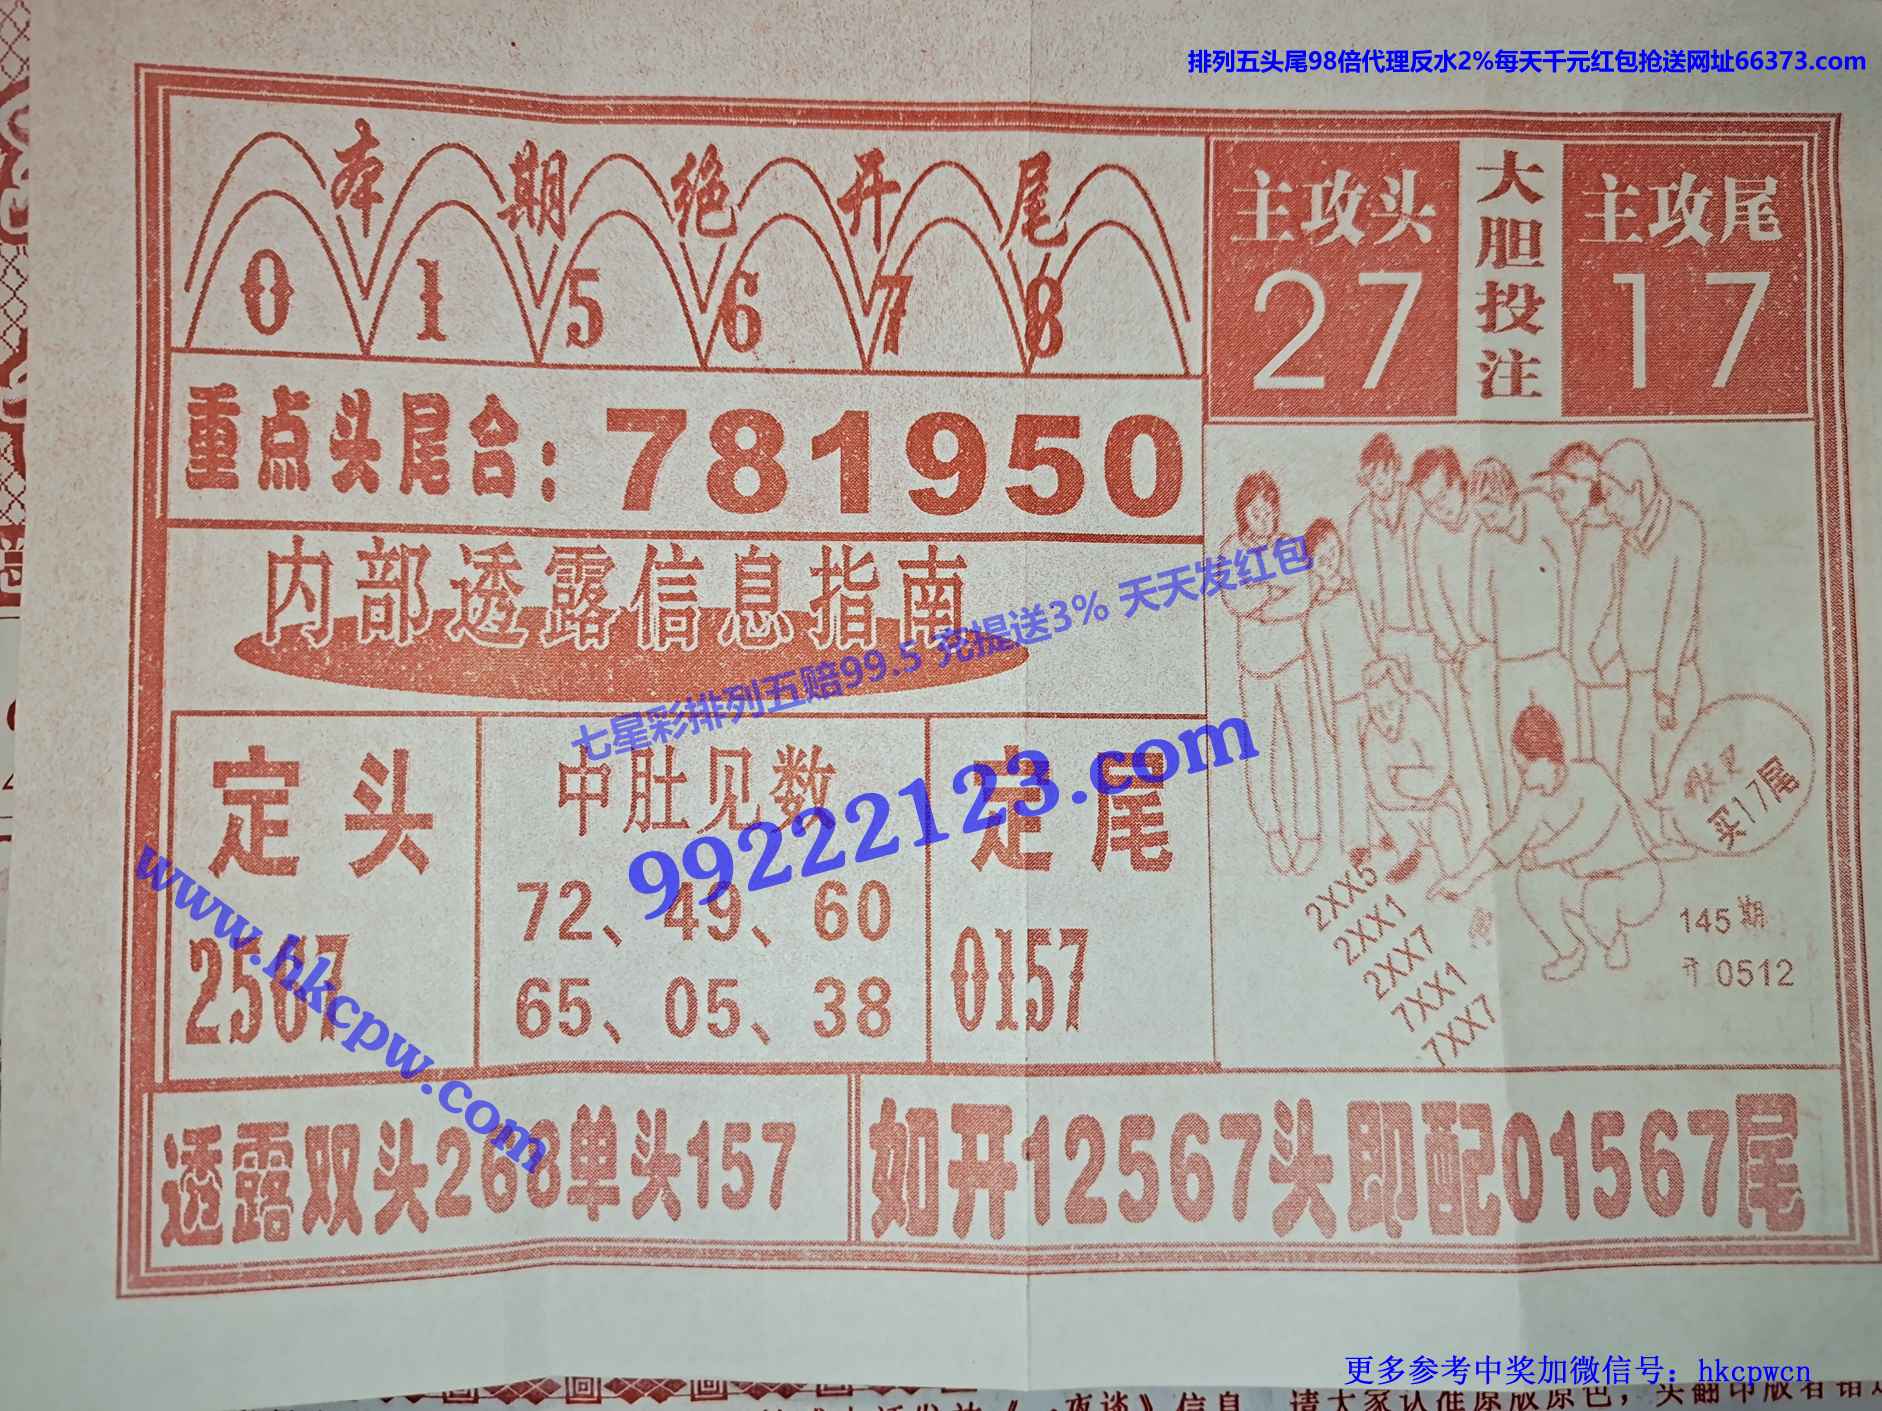 排列五头尾98倍代理反水2%每天千元红包抢送网址66373.com
本期绝开尾
0 1 5 6 7 8
主攻头
27
大胆投注
主攻尾
17
重点头尾合：781950
内部透露信息指南
七星彩排列五赔99.5 充提送3% 天天发红包
99222123.com
www.hkcpw.com
定头
2567
中肚见数
72、49、60
65、05、38
定尾
0157
买17尾
2XX5
2XX1
2XX7
7XX1
7XX7
145期
开0512
透露双头268单头157
如开12567头即配01567尾
更多参考中奖加微信号：hkcpwcn